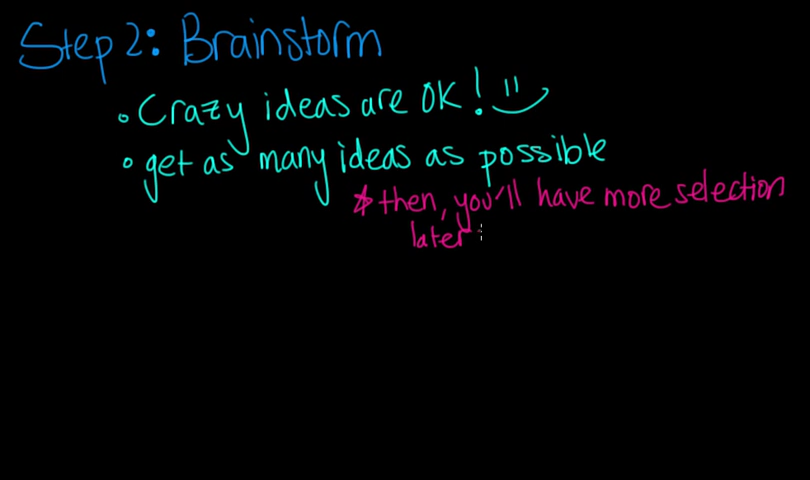 Step 2: Brainstorm
• Crazy ideas are OK!
• get as many ideas as possible
* then, you'll have more selection
later